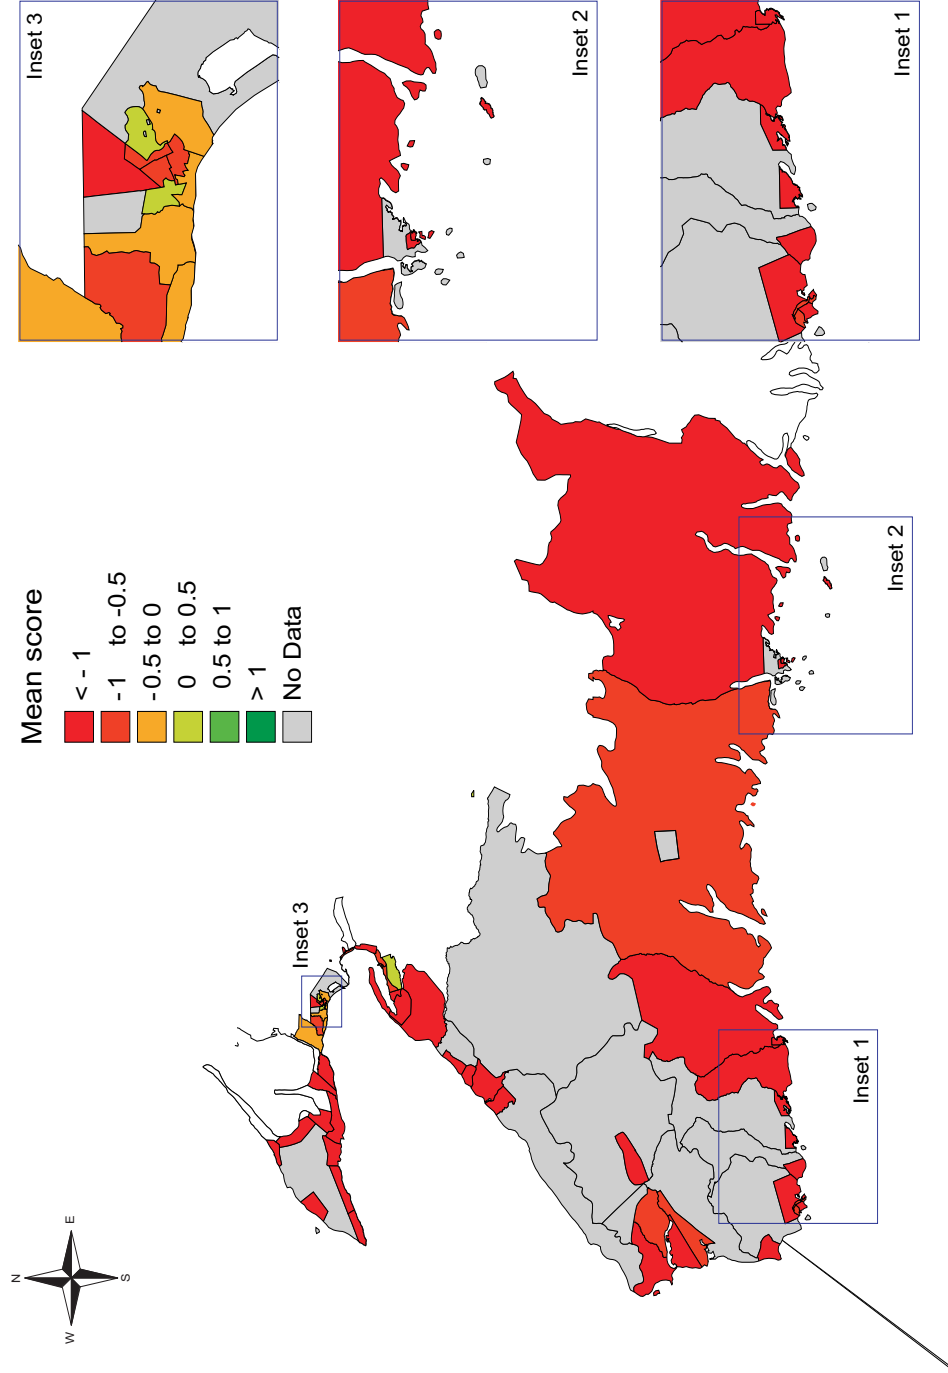 Mean score
< - 1
-1 to -0.5
-0.5 to 0
0 to 0.5
0.5 to 1
> 1
No Data
Inset 3
Inset 2
Inset 1
Inset 3
Inset 2
Inset 1
N
E
S
W